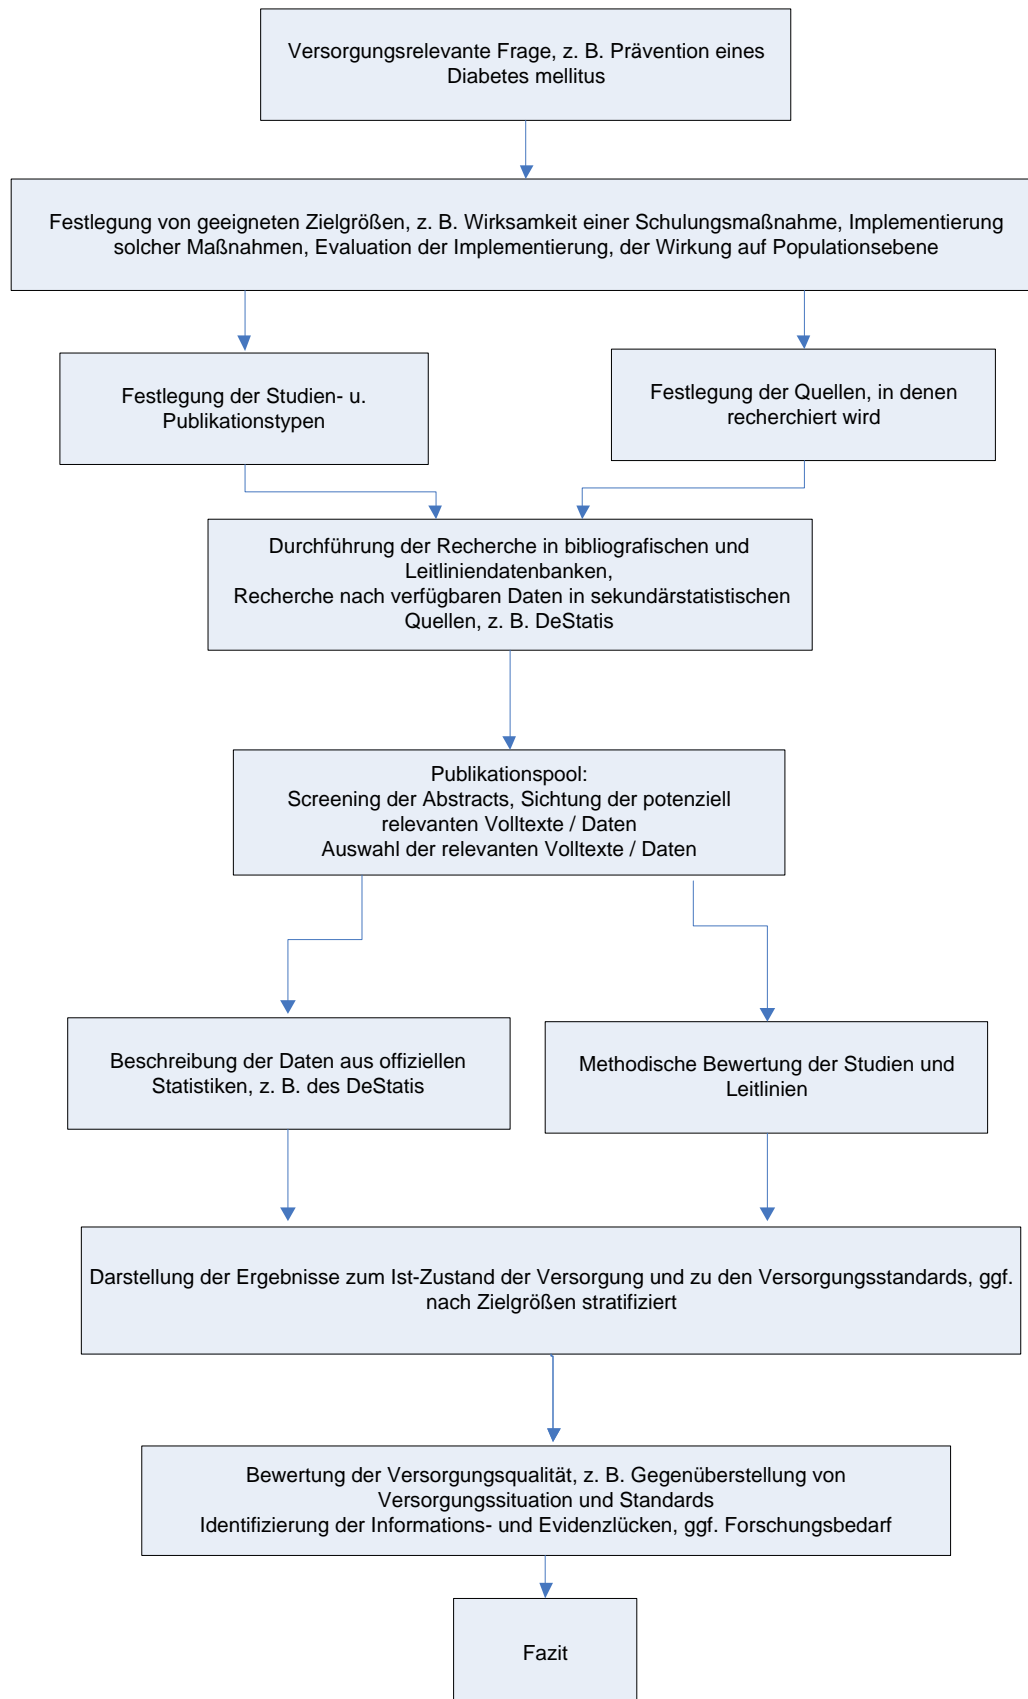 Versorgungsrelevante Frage, z. B. Prävention eines
Diabetes mellitus
Festlegung von geeigneten Zielgrößen, z. B. Wirksamkeit einer Schulungsmaßnahme, Implementierung
solcher Maßnahmen, Evaluation der Implementierung, der Wirkung auf Populationsebene
Festlegung der Studien- u.
Publikationstypen
Festlegung der Quellen, in denen
recherchiert wird
Durchführung der Recherche in bibliografischen und
Leitliniendatenbanken,
Recherche nach verfügbaren Daten in sekundärstatistischen
Quellen, z. B. DeStatis
Publikationspool:
Screening der Abstracts, Sichtung der potenziell
relevanten Volltexte / Daten
Auswahl der relevanten Volltexte / Daten
Beschreibung der Daten aus offiziellen
Statistiken, z. B. des DeStatis
Methodische Bewertung der Studien und
Leitlinien
Darstellung der Ergebnisse zum Ist-Zustand der Versorgung und zu den Versorgungsstandards, ggf.
nach Zielgrößen stratifiziert
Bewertung der Versorgungsqualität, z. B. Gegenüberstellung von
Versorgungssituation und Standards
Identifizierung der Informations- und Evidenzlücken, ggf. Forschungsbedarf
Fazit